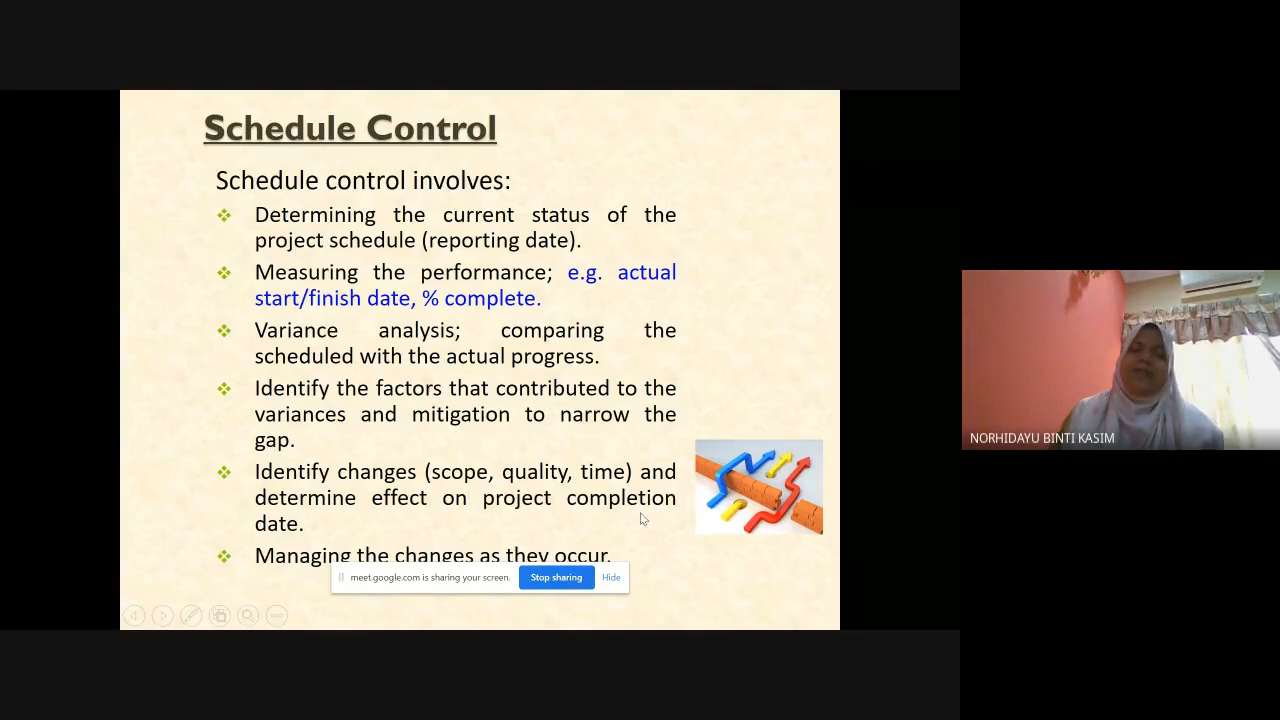 Schedule Control
Schedule control involves:
Determining the current status of the
project schedule (reporting date).
Measuring the performance; e.g. actual
start/finish date, % complete.
Variance analysis; comparing the
scheduled with the actual progress.
Identify the factors that contributed to the
variances and mitigation to narrow the
gap.
Identify changes (scope, quality, time) and
determine effect on project completion
date.
Managing the changes as they occur.
meet.google.com is sharing your screen.
Stop sharing
Hide
NORHIDAYU BINTI KASIM